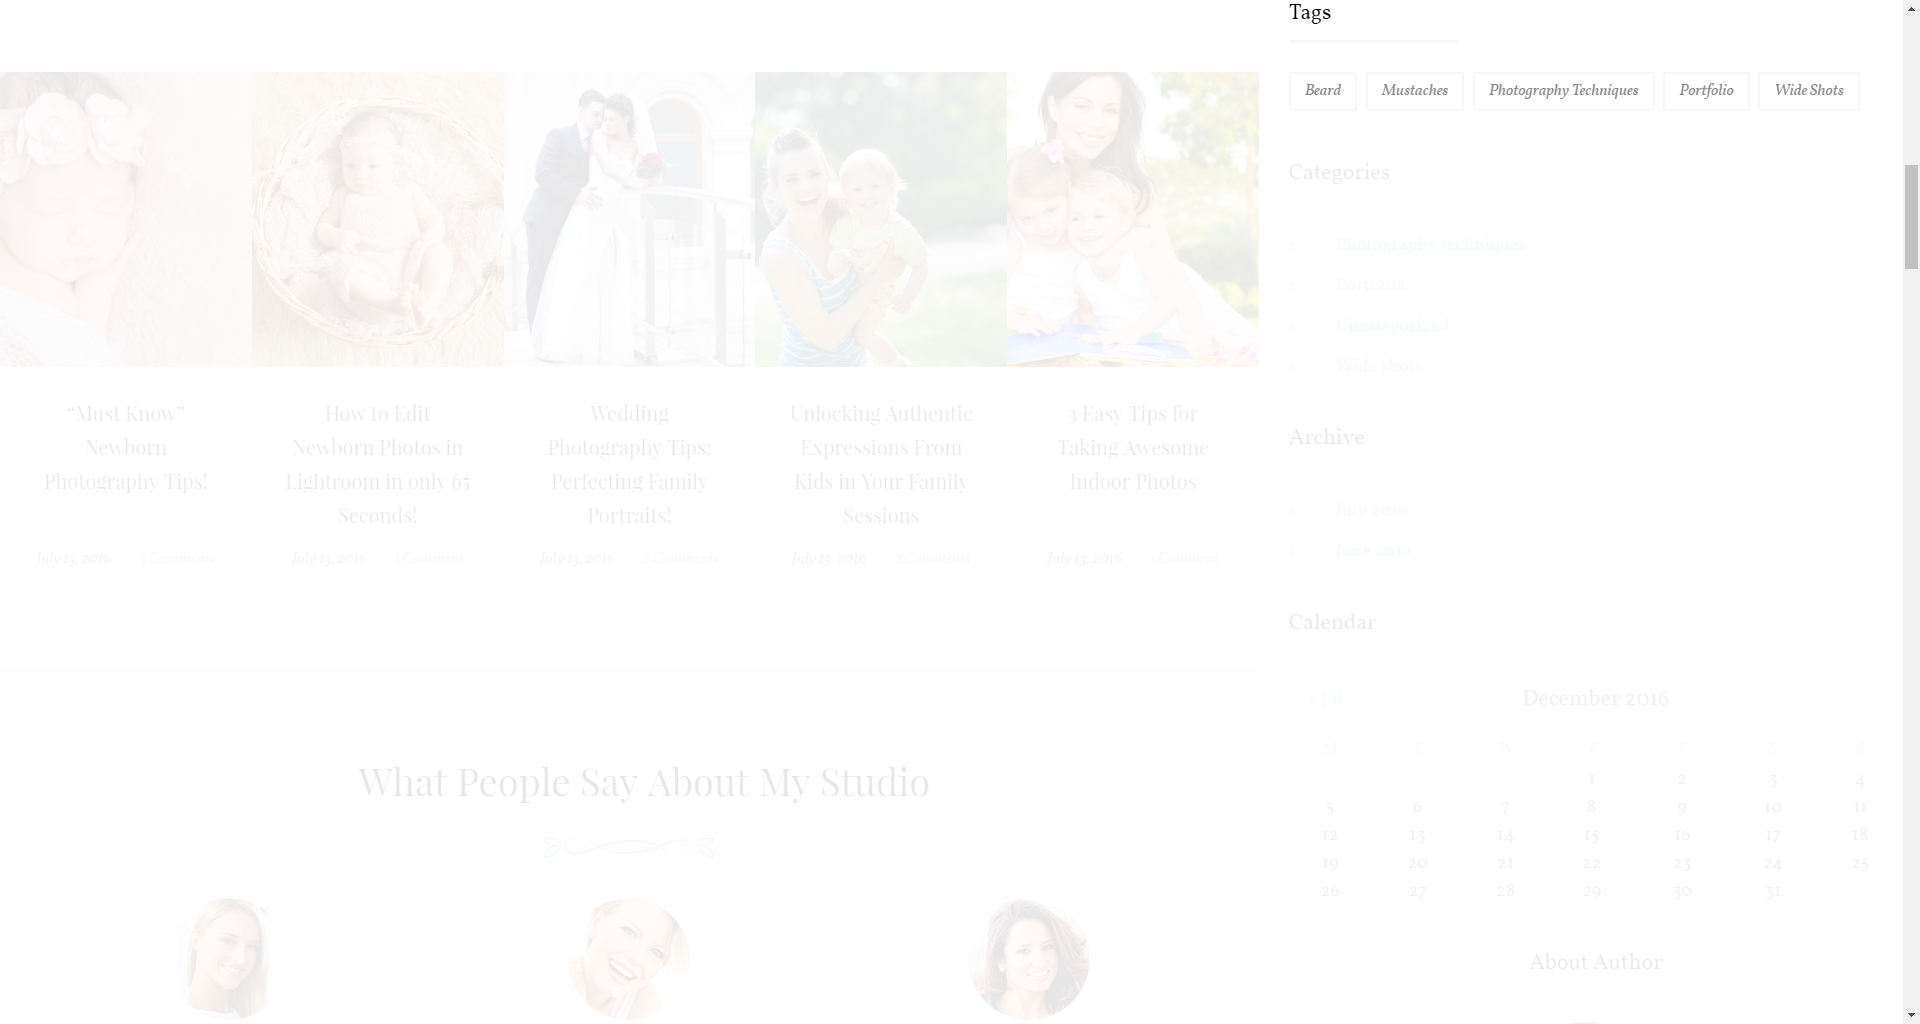 Tags
Beard Mustaches Photography Techniques Portfolio Wide Shots
Categories
Photography techniques
Portraits
Uncategorized
Wide shots
Archive
July 2016
June 2016
Calendar
« Jul December 2016
M T W T F S S
1 2 3 4
5 6 7 8 9 10 11
12 13 14 15 16 17 18
19 20 21 22 23 24 25
26 27 28 29 30 31
About Author
“Must Know”
Newborn
Photography Tips!
July 13, 2016 3 Comments
How to Edit
Newborn Photos in
Lightroom in only 65
Seconds!
July 13, 2016 1 Comment
Wedding
Photography Tips:
Perfecting Family
Portraits!
July 13, 2016 2 Comments
Unlocking Authentic
Expressions From
Kids in Your Family
Sessions
July 13, 2016 2 Comments
3 Easy Tips for
Taking Awesome
Indoor Photos
July 13, 2016 1 Comment
What People Say About My Studio